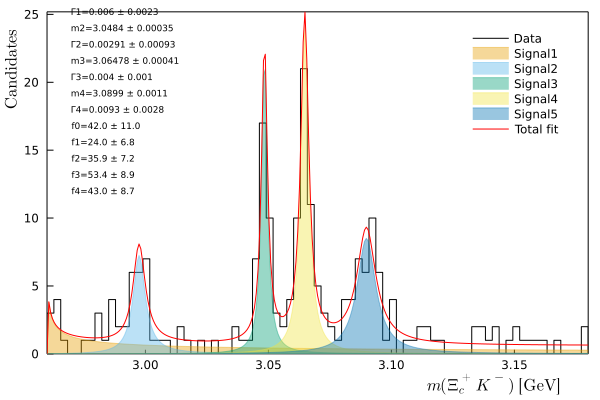 Γ1=0.006 ± 0.0023
m2=3.0484 ± 0.00035
Γ2=0.00291 ± 0.00093
m3=3.06478 ± 0.00041
Γ3=0.004 ± 0.001
m4=3.0899 ± 0.0011
Γ4=0.0093 ± 0.0028
f0=42.0 ± 11.0
f1=24.0 ± 6.8
f2=35.9 ± 7.2
f3=53.4 ± 8.9
f4=43.0 ± 8.7
Data
Signal1
Signal2
Signal3
Signal4
Signal5
Total fit
Candidates
25
20
15
10
5
0
3.00
3.05
3.10
3.15
m(Ξc+ K−) [GeV]